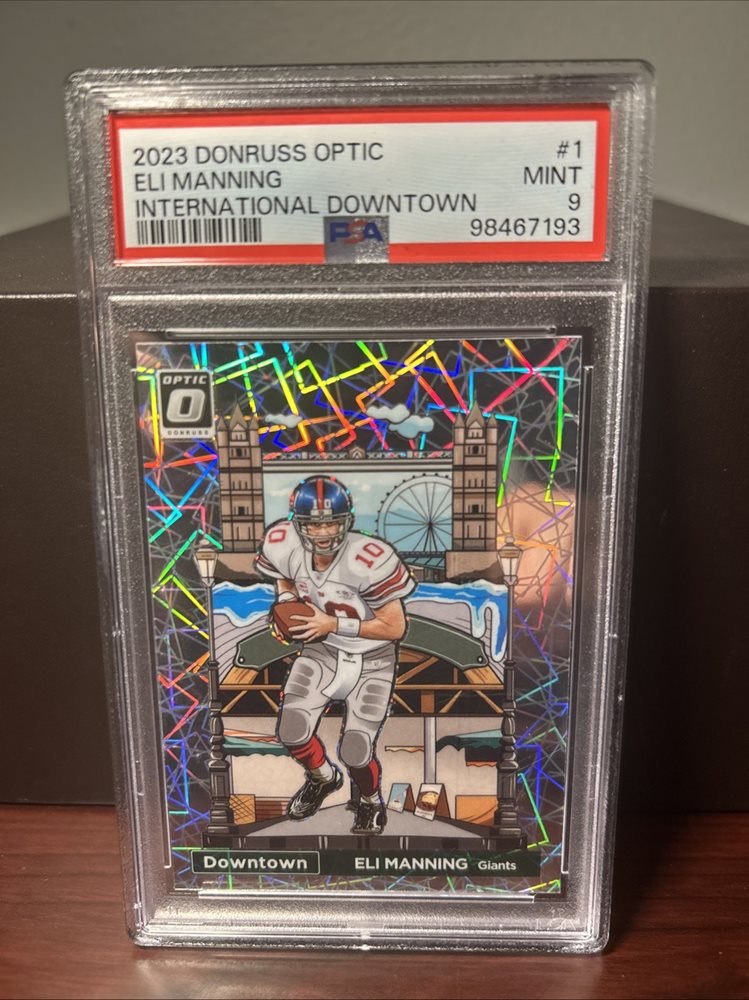 2023 DONRUSS OPTIC #1
ELI MANNING MINT
INTERNATIONAL DOWNTOWN 9
PSA 98467193
OPTIC
O
DONRUSS
10
10
10
Downtown ELI MANNING Giants